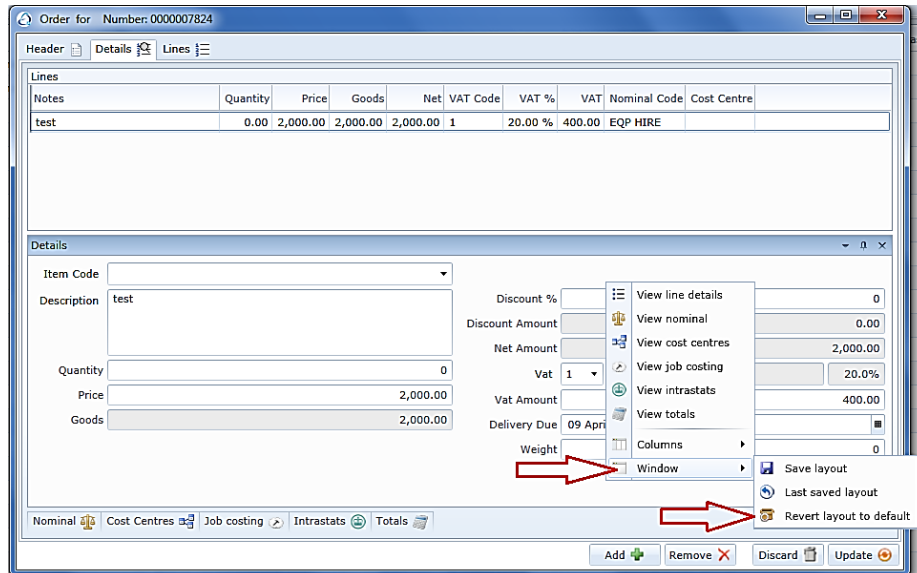 Order for Number: 0000007824
Header Details Lines
Lines
Notes Quantity Price Goods Net VAT Code VAT % VAT Nominal Code Cost Centre
test 0.00 2,000.00 2,000.00 2,000.00 1 20.00 % 400.00 EQP HIRE
Details
Item Code
Description test
Quantity 0
Price 2,000.00
Goods 2,000.00
Discount % 0
Discount Amount 0.00
Net Amount 2,000.00
Vat 1 20.0%
Vat Amount 400.00
Delivery Due 09 Apri
Weight 0
View line details
View nominal
View cost centres
View job costing
View intrastats
View totals
Columns
Window
Save layout
Last saved layout
Revert layout to default
Nominal Cost Centres Job costing Intrastats Totals
Add Remove Discard Update